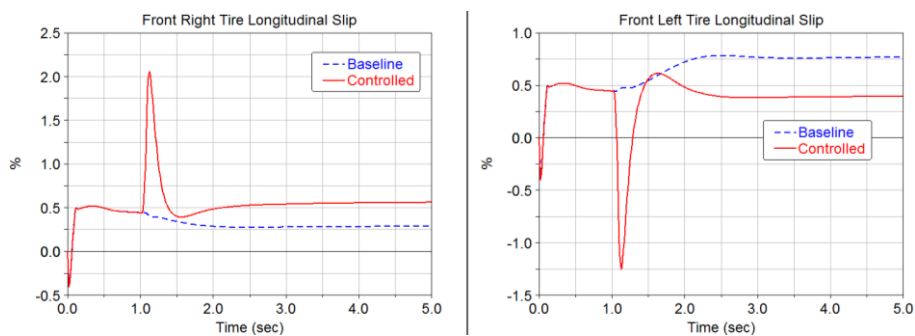 Front Right Tire Longitudinal Slip
2.5
2.0
1.5
1.0
0.5
0.0
-0.5
%
Baseline
Controlled
0.0 1.0 2.0 3.0 4.0 5.0
Time (sec)
Front Left Tire Longitudinal Slip
1.0
0.5
0.0
-0.5
-1.0
-1.5
%
Baseline
Controlled
0.0 1.0 2.0 3.0 4.0 5.0
Time (sec)